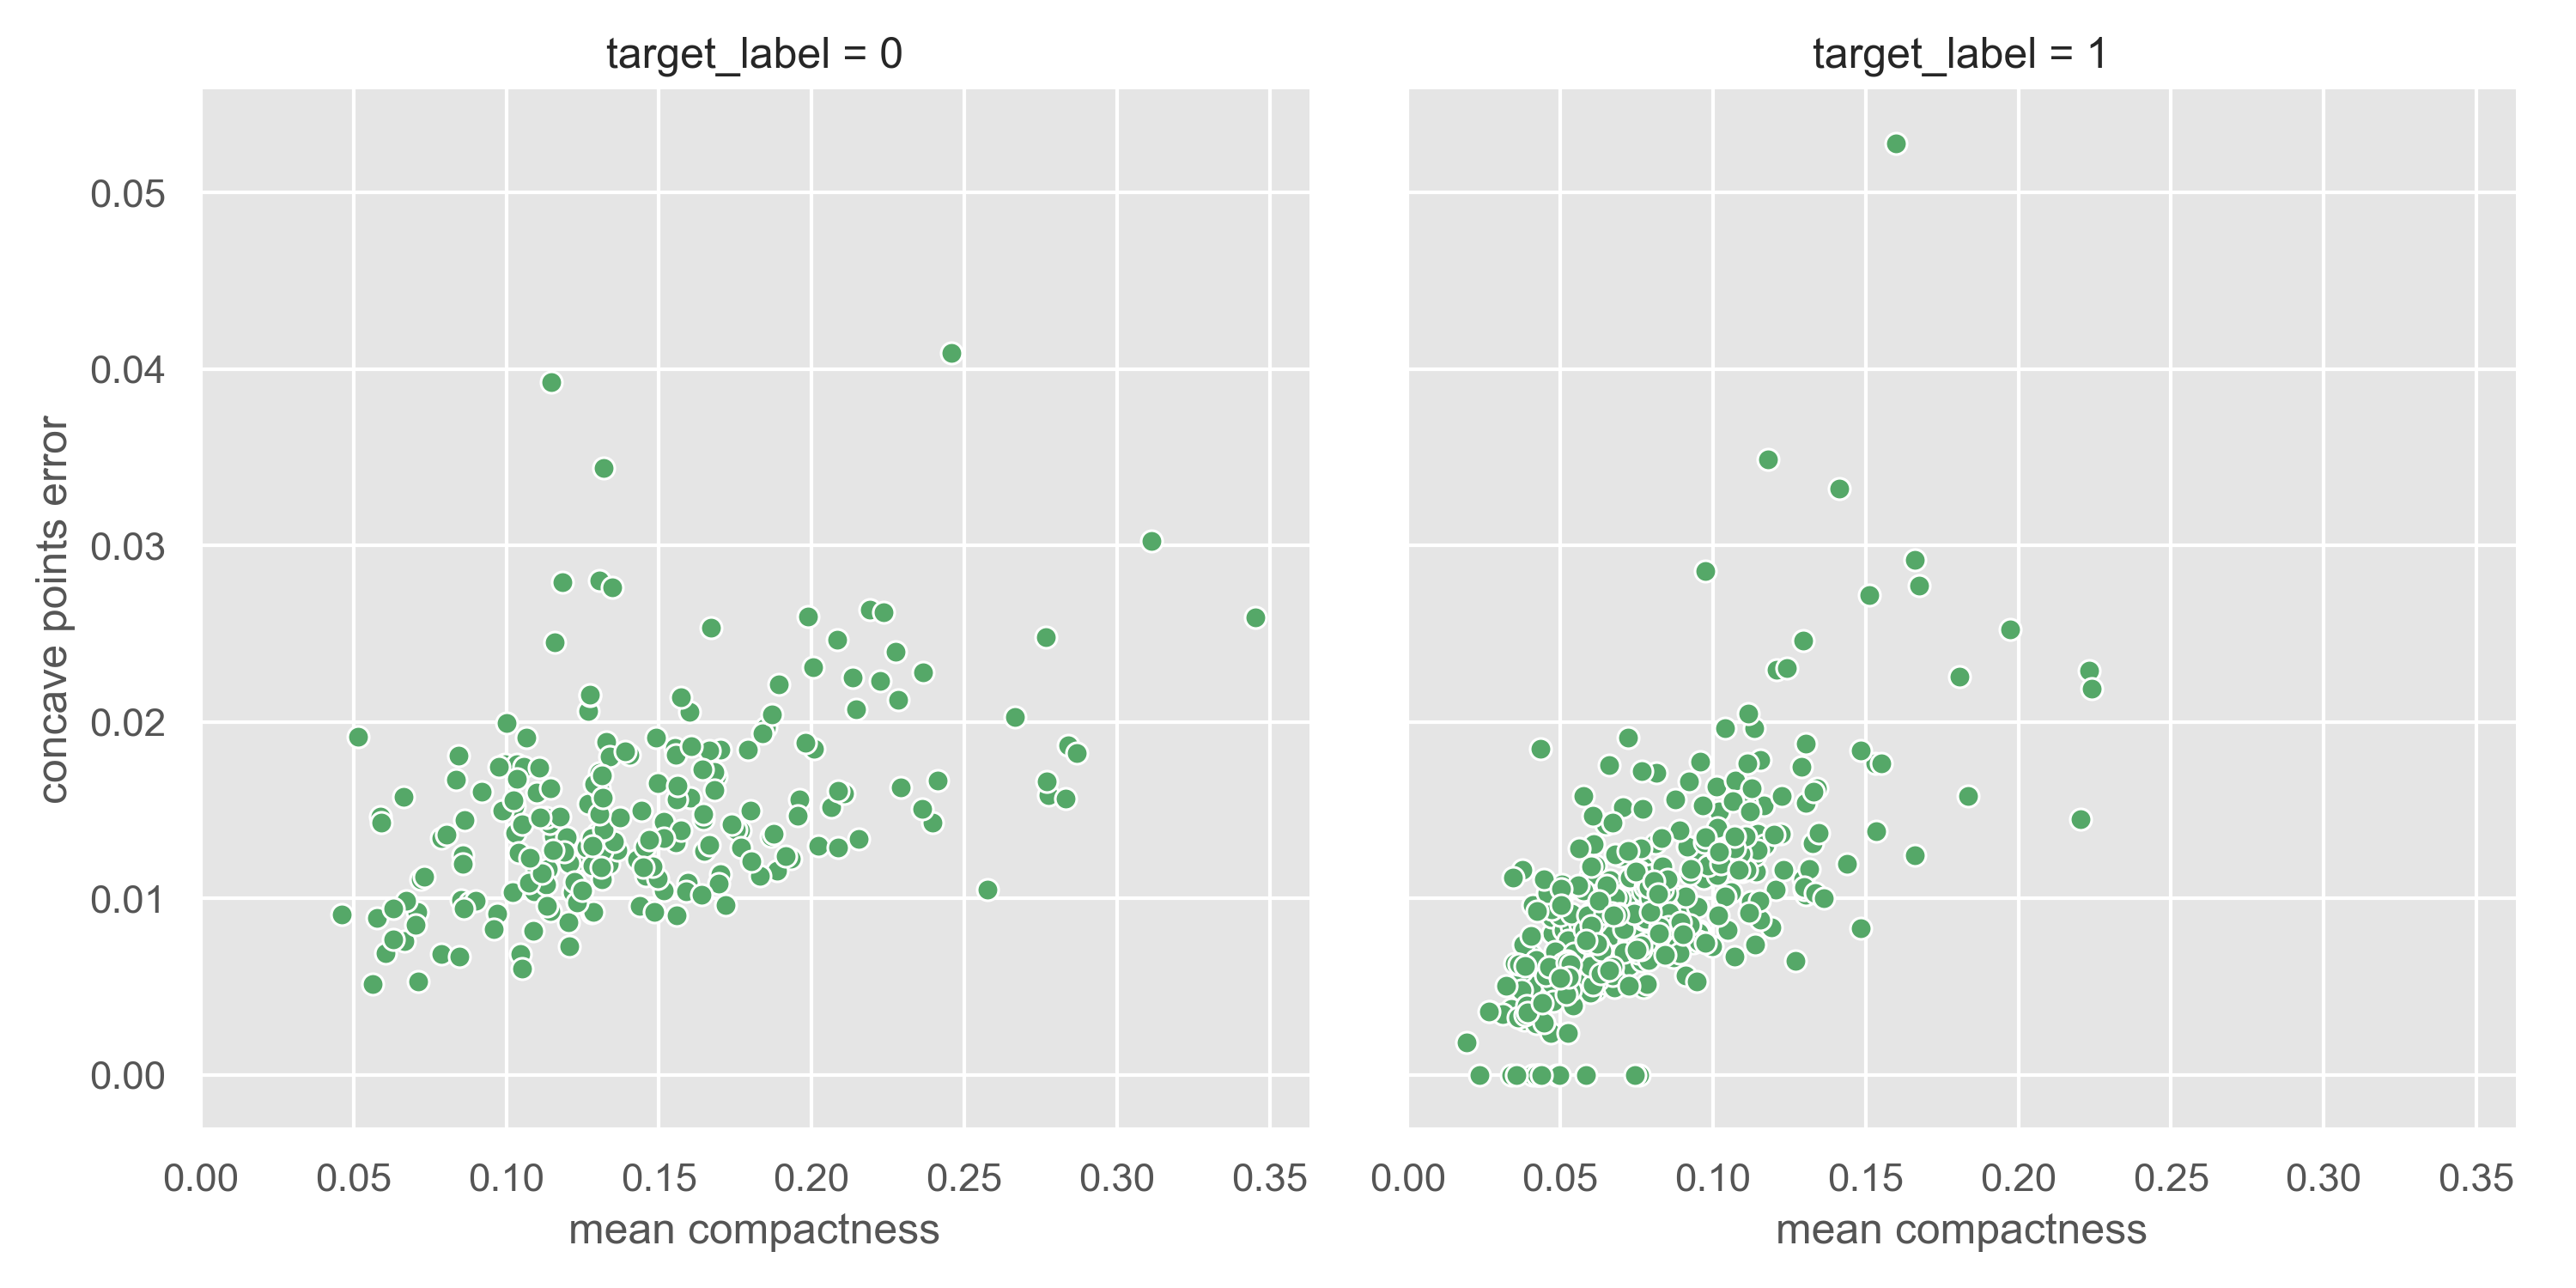 target_label = 0
target_label = 1
concave points error
0.05
0.04
0.03
0.02
0.01
0.00
0.00 0.05 0.10 0.15 0.20 0.25 0.30 0.35
0.00 0.05 0.10 0.15 0.20 0.25 0.30 0.35
mean compactness
mean compactness